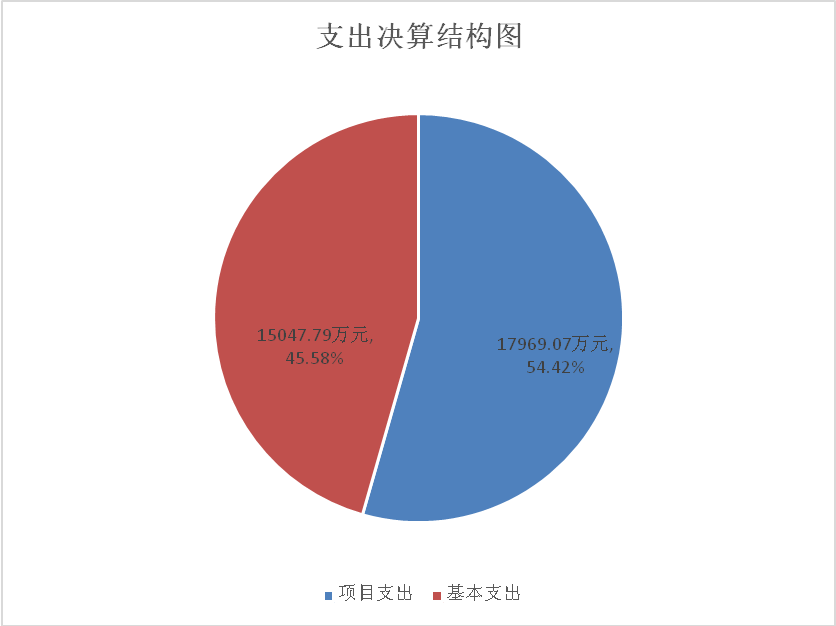 支出决算结构图
15047.79万元,
45.58%
17969.07万元,
54.42%
项目支出 基本支出